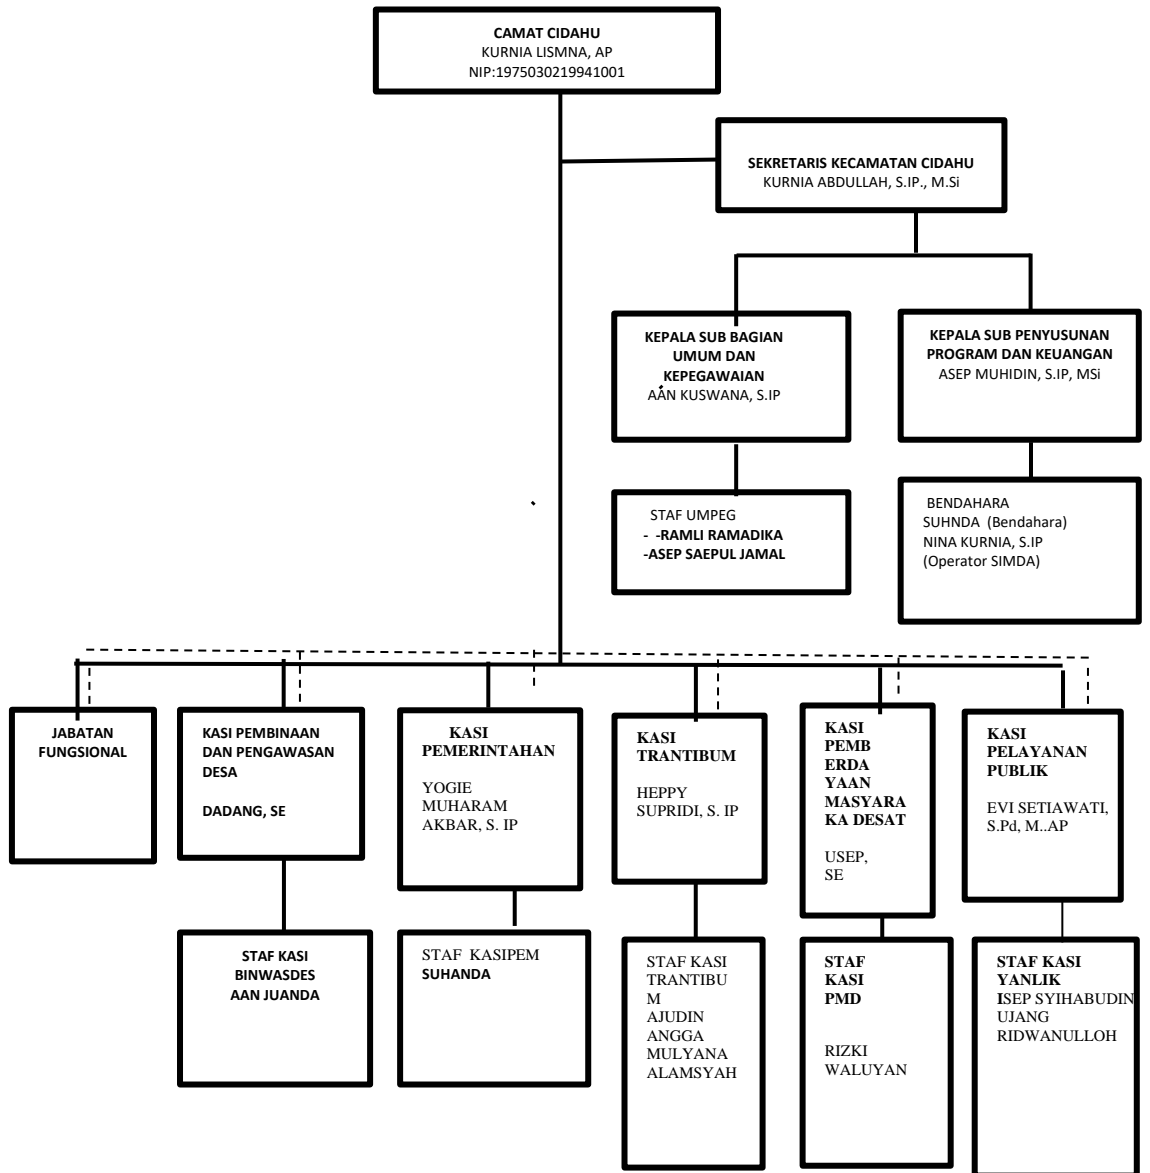 CAMAT CIDAHU
KURNIA LISMNA, AP
NIP:1975030219941001
SEKRETARIS KECAMATAN CIDAHU
KURNIA ABDULLAH, S.IP., M.Si
KEPALA SUB BAGIAN
UMUM DAN
KEPEGAWAIAN
AAN KUSWANA, S.IP
KEPALA SUB PENYUSUNAN
PROGRAM DAN KEUANGAN
ASEP MUHIDIN, S.IP, MSi
STAF UMPEG
- -RAMLI RAMADIKA
-ASEP SAEPUL JAMAL
BENDAHARA
SUHNDA (Bendahara)
NINA KURNIA, S.IP
(Operator SIMDA)
JABATAN
FUNGSIONAL
KASI PEMBINAAN
DAN PENGAWASAN
DESA
DADANG, SE
KASI
PEMERINTAHAN
YOGIE
MUHARAM
AKBAR, S. IP
KASI
TRANTIBUM
HEPPY
SUPRIDI, S. IP
KASI
PEMB
ERDA
YAAN
MASYARA
KA DESAT
USEP,
SE
KASI
PELAYANAN
PUBLIK
EVI SETIAWATI,
S.Pd, M..AP
STAF KASI
BINWASDES
AAN JUANDA
STAF KASIPEM
SUHANDA
STAF KASI
TRANTIBU
M
AJUDIN
ANGGA
MULYANA
ALAMSYAH
STAF
KASI
PMD
RIZKI
WALUYAN
STAF KASI
YANLIK
ISEP SYIHABUDIN
UJANG
RIDWANULLOH